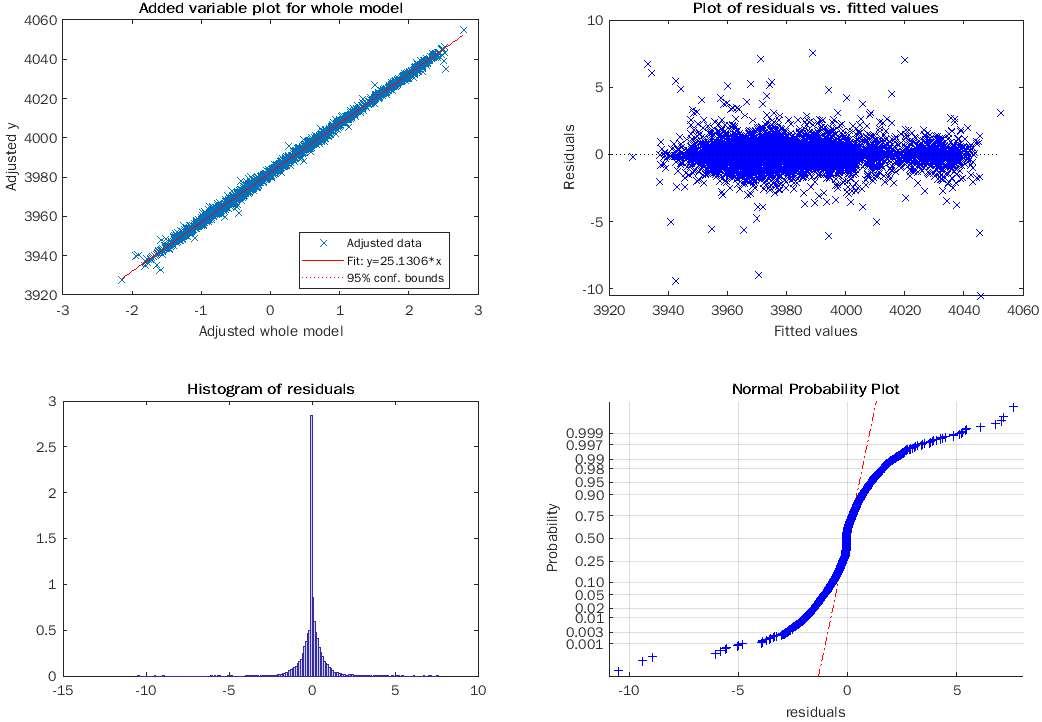 Added variable plot for whole model
4060
4040
4020
4000
3980
3960
3940
3920
Adjusted y
Adjusted data
Fit: y=25.1306*x
95% conf. bounds
-3 -2 -1 0 1 2 3
Adjusted whole model
Plot of residuals vs. fitted values
10
5
0
-5
-10
Residuals
3920 3940 3960 3980 4000 4020 4040 4060
Fitted values
Histogram of residuals
3
2.5
2
1.5
1
0.5
0
-15 -10 -5 0 5 10
Normal Probability Plot
0.999
0.997
0.99
0.98
0.95
0.90
0.75
0.50
0.25
0.10
0.05
0.02
0.01
0.003
0.001
Probability
-10 -5 0 5
residuals